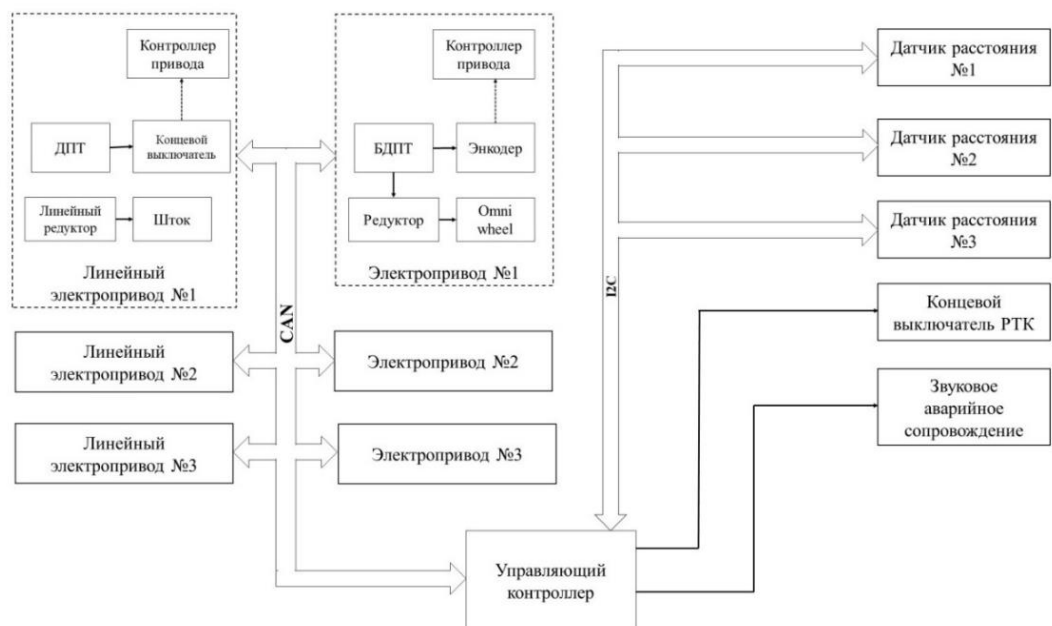 Контроллер
привода
ДПТ
Концевой
выключатель
Линейный
редуктор
Шток
Линейный
электропривод №1
Контроллер
привода
БДПТ
Энкодер
Редуктор
Omni
wheel
Электропривод №1
CAN
Линейный
электропривод №2
Электропривод №2
Линейный
электропривод №3
Электропривод №3
I2C
Датчик расстояния
№1
Датчик расстояния
№2
Датчик расстояния
№3
Концевой
выключатель РТК
Звуковое
аварийное
сопровождение
Управляющий
контроллер